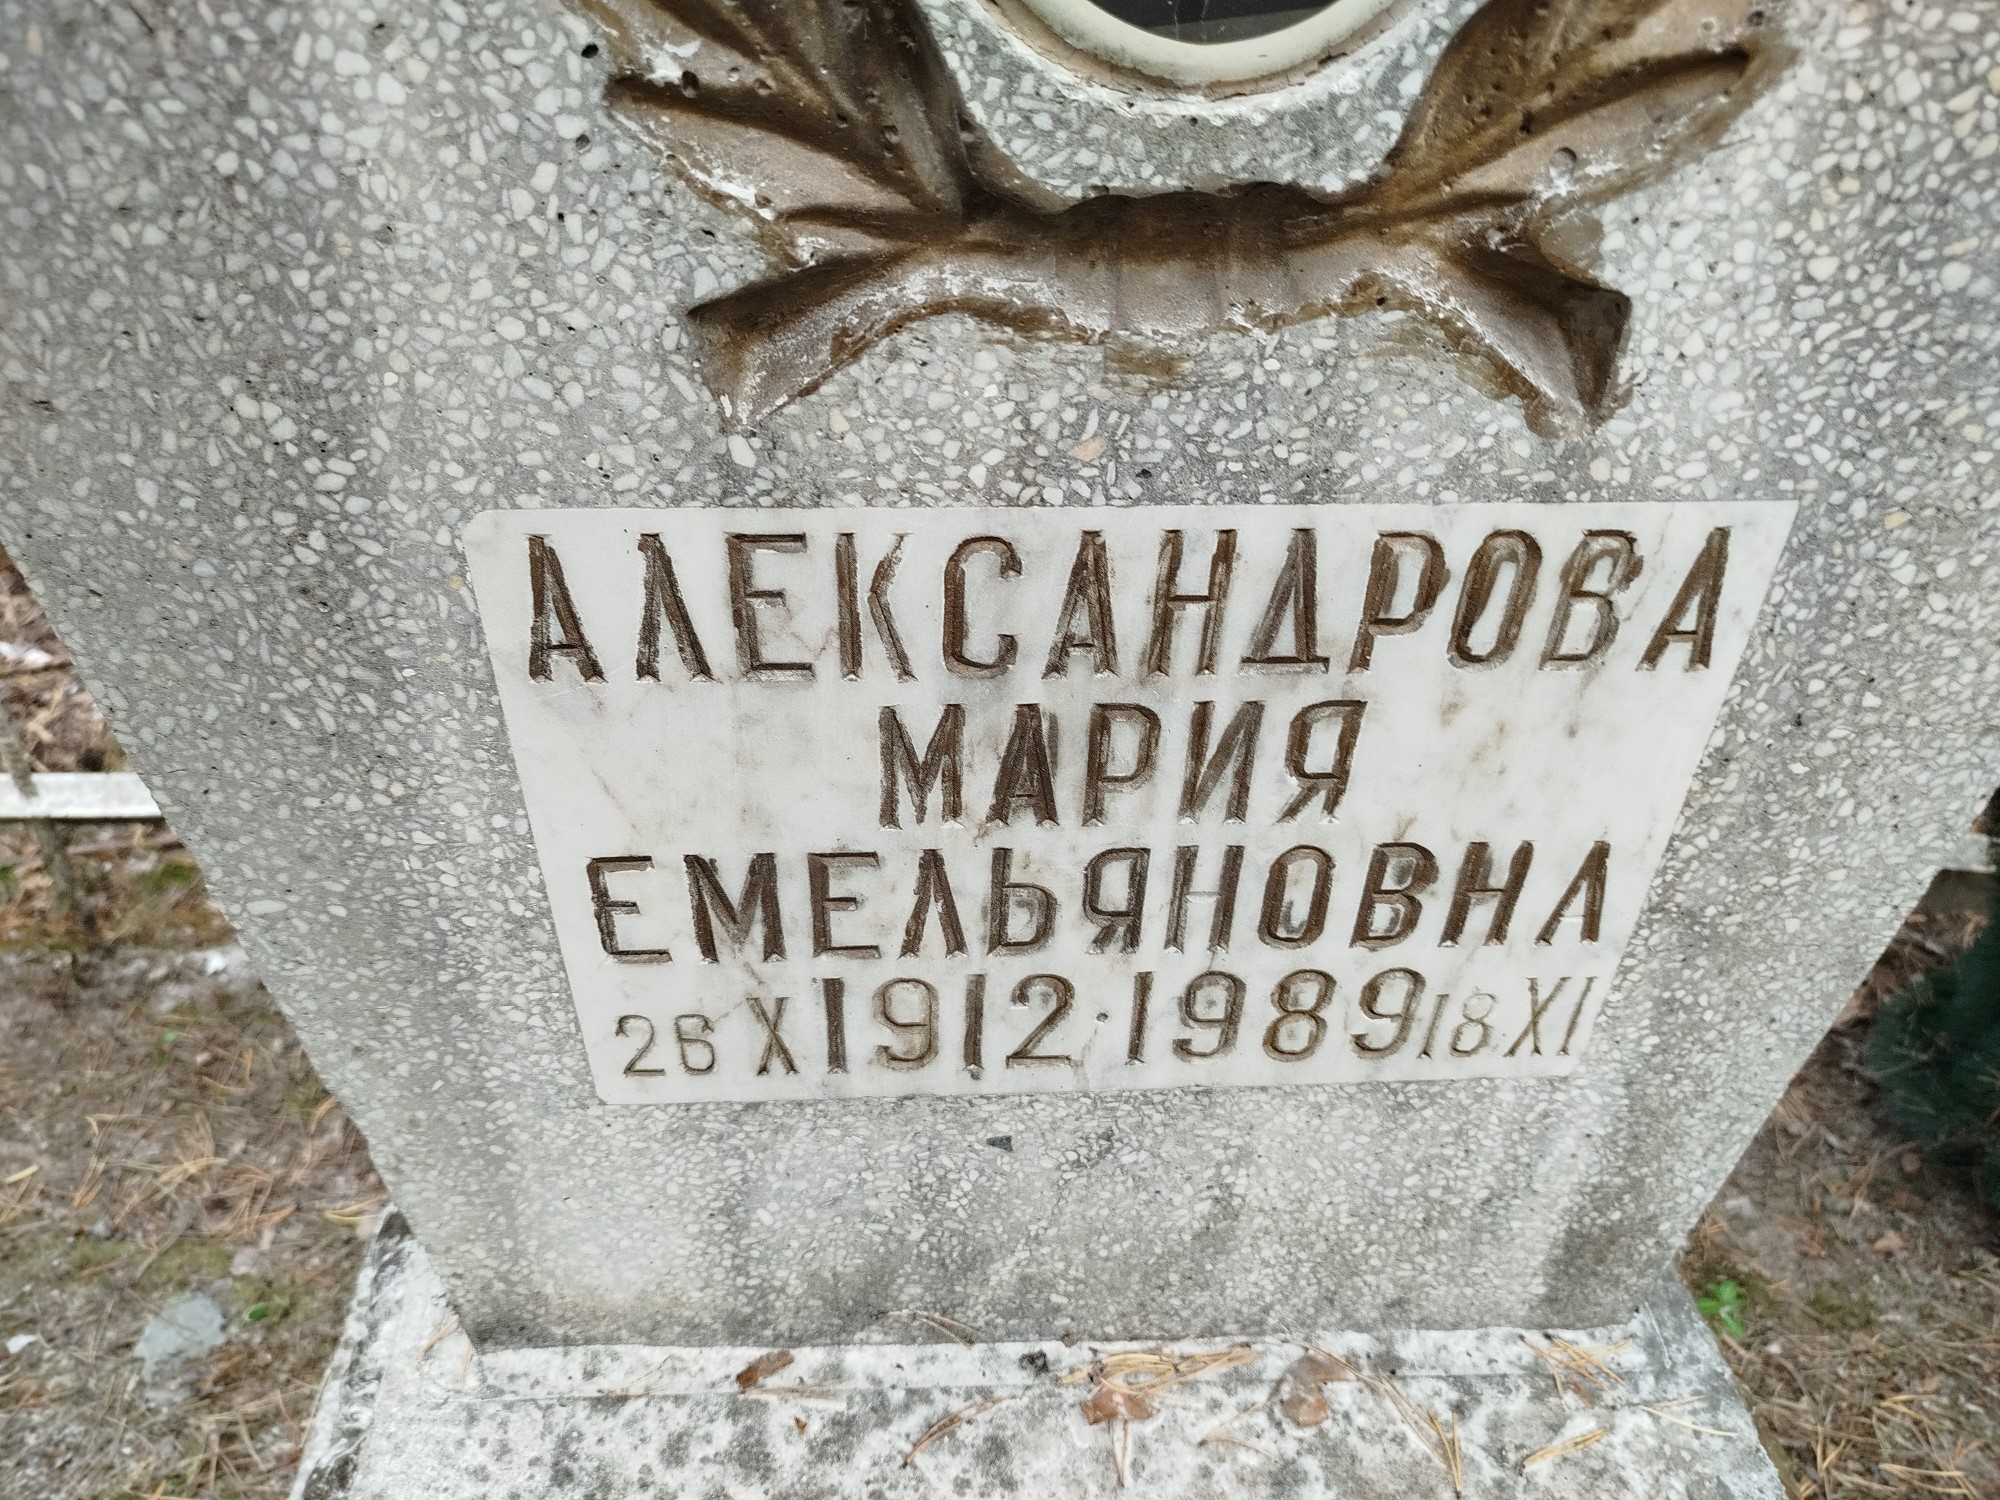 АЛЕКСАНДРОВА
МАРИЯ
ЕМЕЛЬЯНОВНА
26 X 1912·1989 18·XI